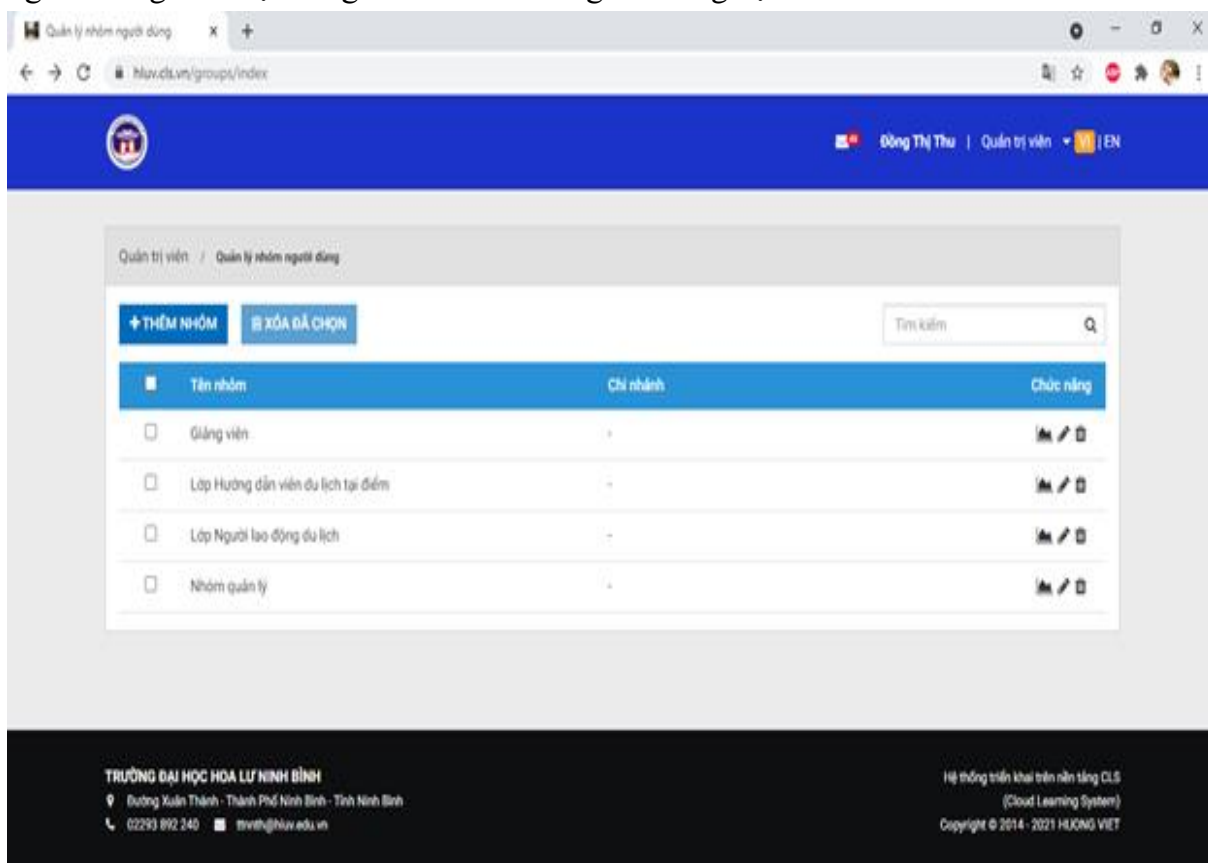 Quản lý nhóm người dùng
hluv.cls.vn/groups/index
Đồng Thị Thu | Quản trị viên VI | EN
Quản trị viên / Quản lý nhóm người dùng
+ THÊM NHÓM XÓA ĐÃ CHỌN Tìm kiếm
Tên nhóm Chi nhánh Chức năng
Giảng viên -
Lớp Hướng dẫn viên du lịch tại điểm -
Lớp Người lao động du lịch -
Nhóm quản lý -
TRƯỜNG ĐẠI HỌC HOA LƯ NINH BÌNH
Đường Xuân Thành - Thành Phố Ninh Bình - Tỉnh Ninh Bình
02293 892 240
Hệ thống triển khai trên nền tảng CLS
(Cloud Learning System)
Copyright © 2014 - 2021 HUONG VIET